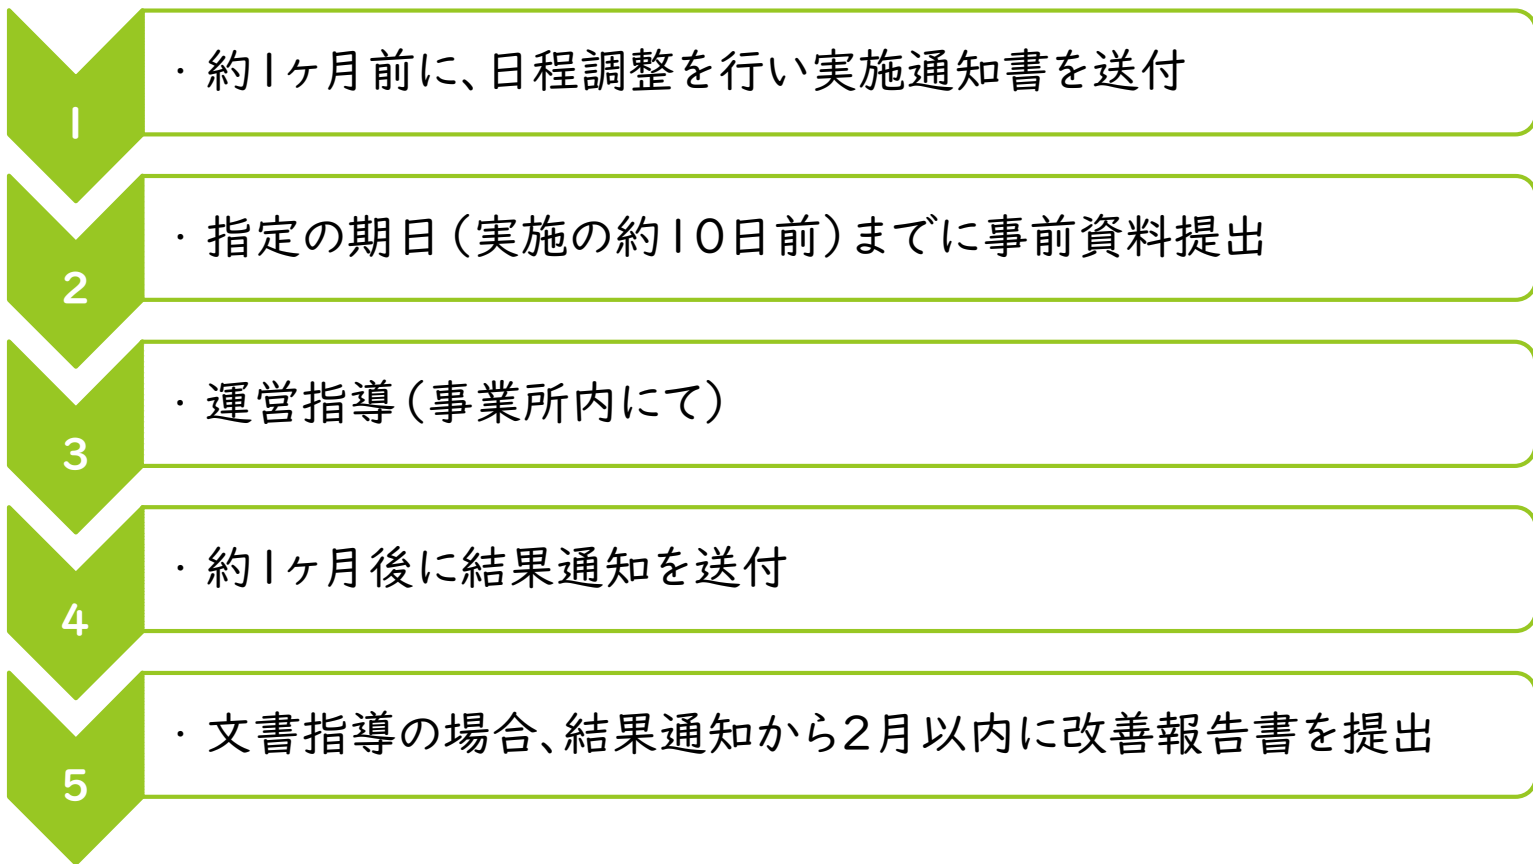 1
・約1ヶ月前に、日程調整を行い実施通知書を送付
2
・指定の期日(実施の約10日前)までに事前資料提出
3
・運営指導(事業所内にて)
4
・約1ヶ月後に結果通知を送付
5
・文書指導の場合、結果通知から2月以内に改善報告書を提出